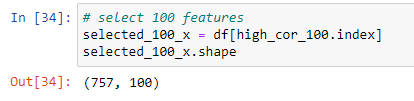 In [34]: # select 100 features
selected_100_x = df[high_cor_100.index]
selected_100_x.shape
Out[34]: (757, 100)